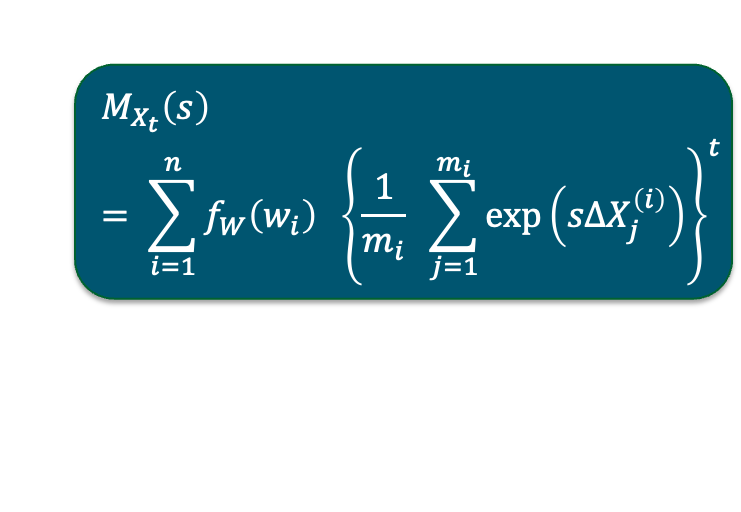 M_{X_t}(s)
= \sum_{i=1}^{n} f_W(w_i) \left\{ \frac{1}{m_i} \sum_{j=1}^{m_i} \exp\left( s\Delta X_j^{(i)} \right) \right\}^t